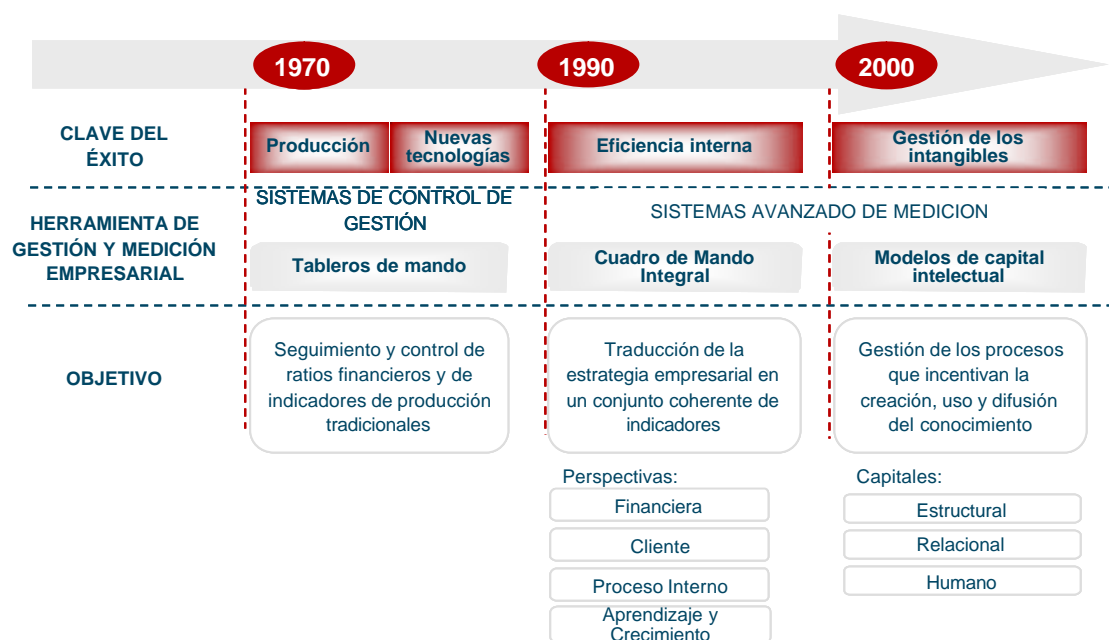 1970
1990
2000
CLAVE DEL
ÉXITO
Producción
Nuevas
tecnologías
Eficiencia interna
Gestión de los
intangibles
HERRAMIENTA DE
GESTIÓN Y MEDICIÓN
EMPRESARIAL
SISTEMAS DE CONTROL DE
GESTIÓN
SISTEMAS AVANZADO DE MEDICION
Tableros de mando
Cuadro de Mando
Integral
Modelos de capital
intelectual
OBJETIVO
Seguimiento y control de
ratios financieros y de
indicadores de producción
tradicionales
Traducción de la
estrategia empresarial en
un conjunto coherente de
indicadores
Gestión de los procesos
que incentivan la
creación, uso y difusión
del conocimiento
Perspectivas:
Financiera
Cliente
Proceso Interno
Aprendizaje y
Crecimiento
Capitales:
Estructural
Relacional
Humano